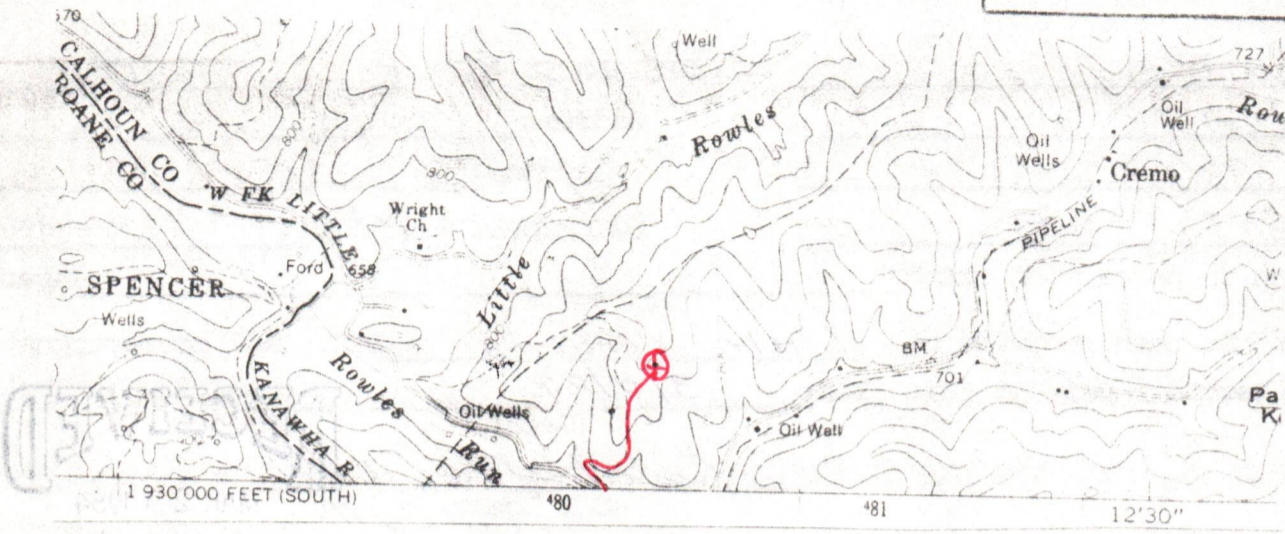 570
Well
727
CALHOUN CO
ROANE CO
Rowles
Oil
Well
Oil
Wells
Cremo
W FK LITTLE
KANAWHA R
Wright
Ch
PIPELINE
Ford
658
SPENCER
Wells
Little
800
800
800
BM
701
Rowles
Run
Oil Wells
Oil Well
Pa
1 930 000 FEET (SOUTH)
480
481
12'30"